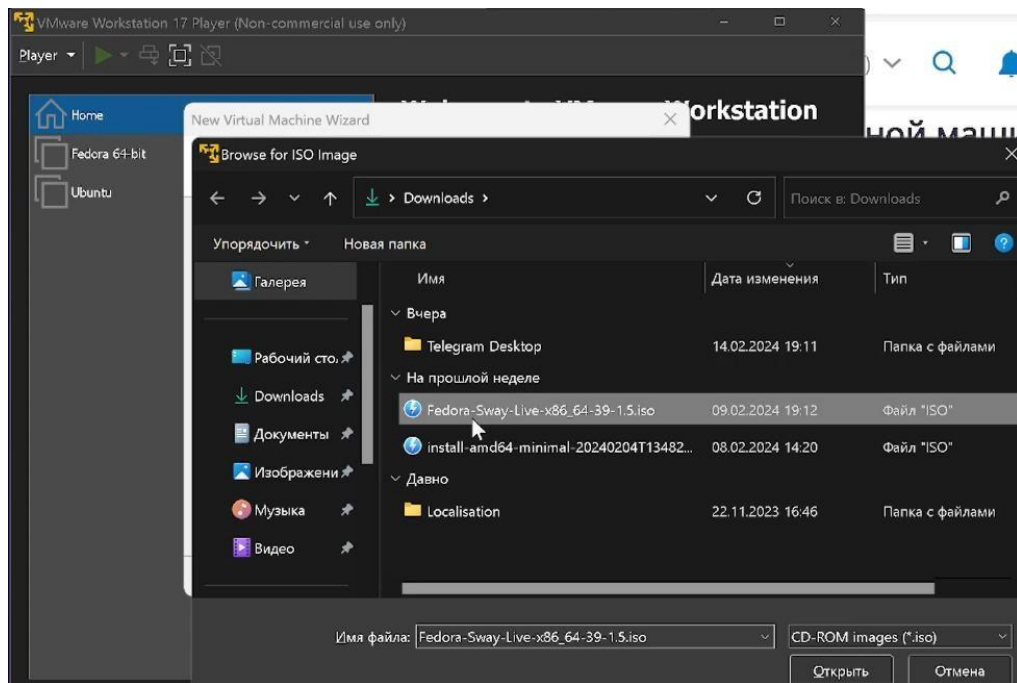 VMware Workstation 17 Player (Non-commercial use only)
Player
Home
Fedora 64-bit
Ubuntu
orkstation
New Virtual Machine Wizard
Browse for ISO Image
Downloads
Поиск в: Downloads
Упорядочить
Новая папка
Галерея
Рабочий сто.
Downloads
Документы
Изображени
Музыка
Видео
Имя
Дата изменения
Тип
Вчера
Telegram Desktop
14.02.2024 19:11
Папка с файлами
На прошлой неделе
Fedora-Sway-Live-x86_64-39-1.5.iso
09.02.2024 19:12
Файл "ISO"
install-amd64-minimal-20240204T13482...
08.02.2024 14:20
Файл "ISO"
Давно
Localisation
22.11.2023 16:46
Папка с файлами
Имя файла:
Fedora-Sway-Live-x86_64-39-1.5.iso
CD-ROM images (*.iso)
Открыть
Отмена